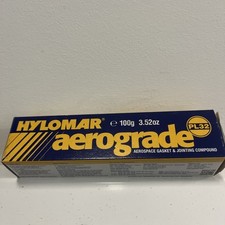 HYLOMAR
℮ 100g 3.52oz
aerograde
PL32
AEROSPACE GASKET & JOINTING COMPOUND